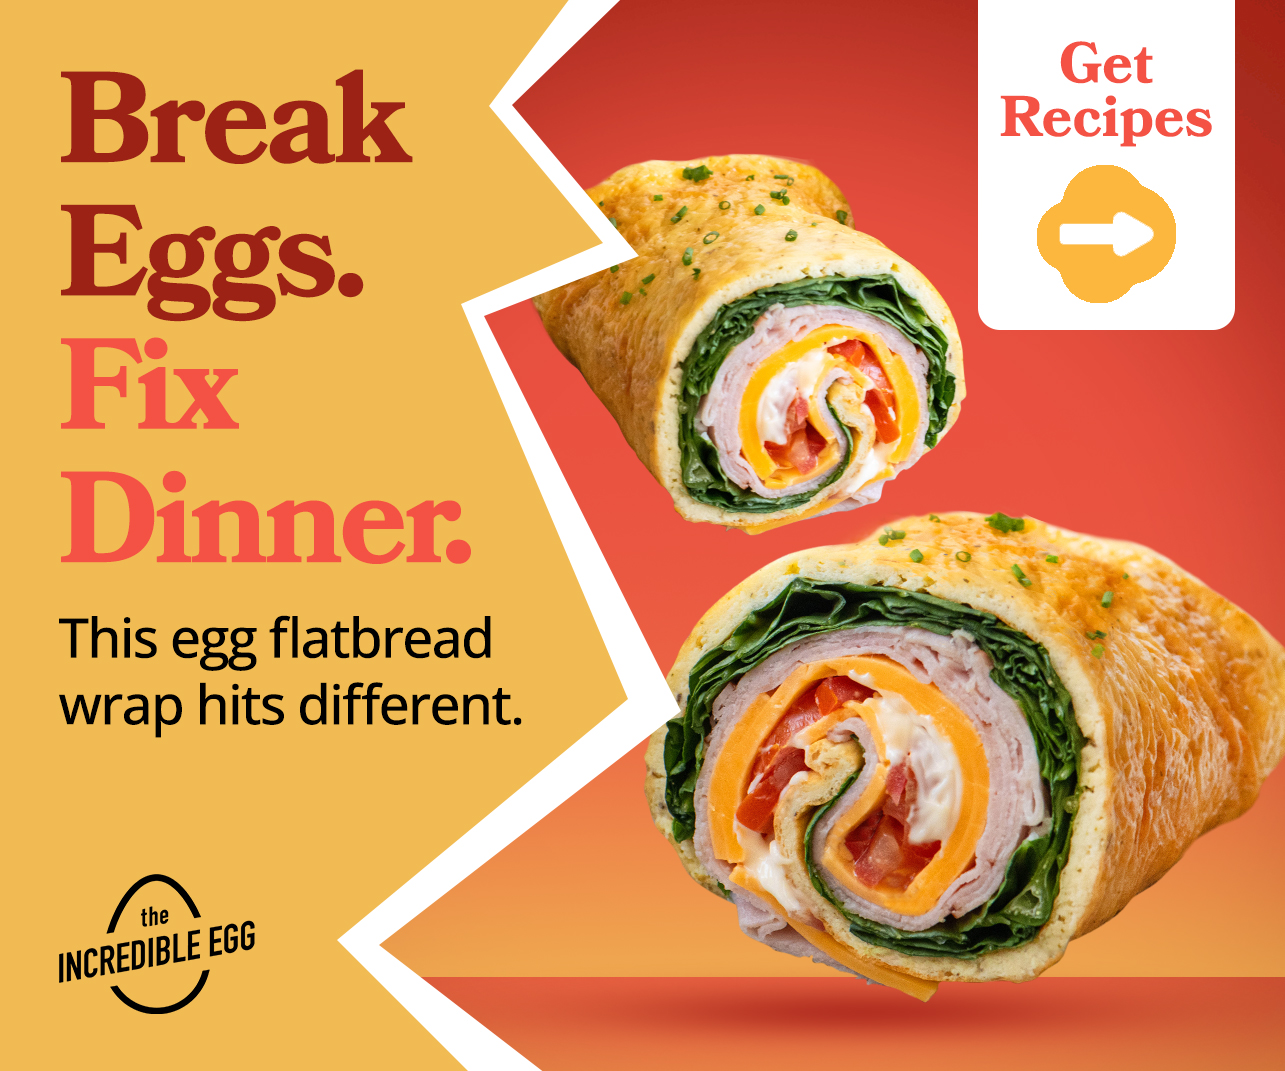 Break
Eggs.
Fix
Dinner.
This egg flatbread
wrap hits different.
the
INCREDIBLE EGG
Get
Recipes